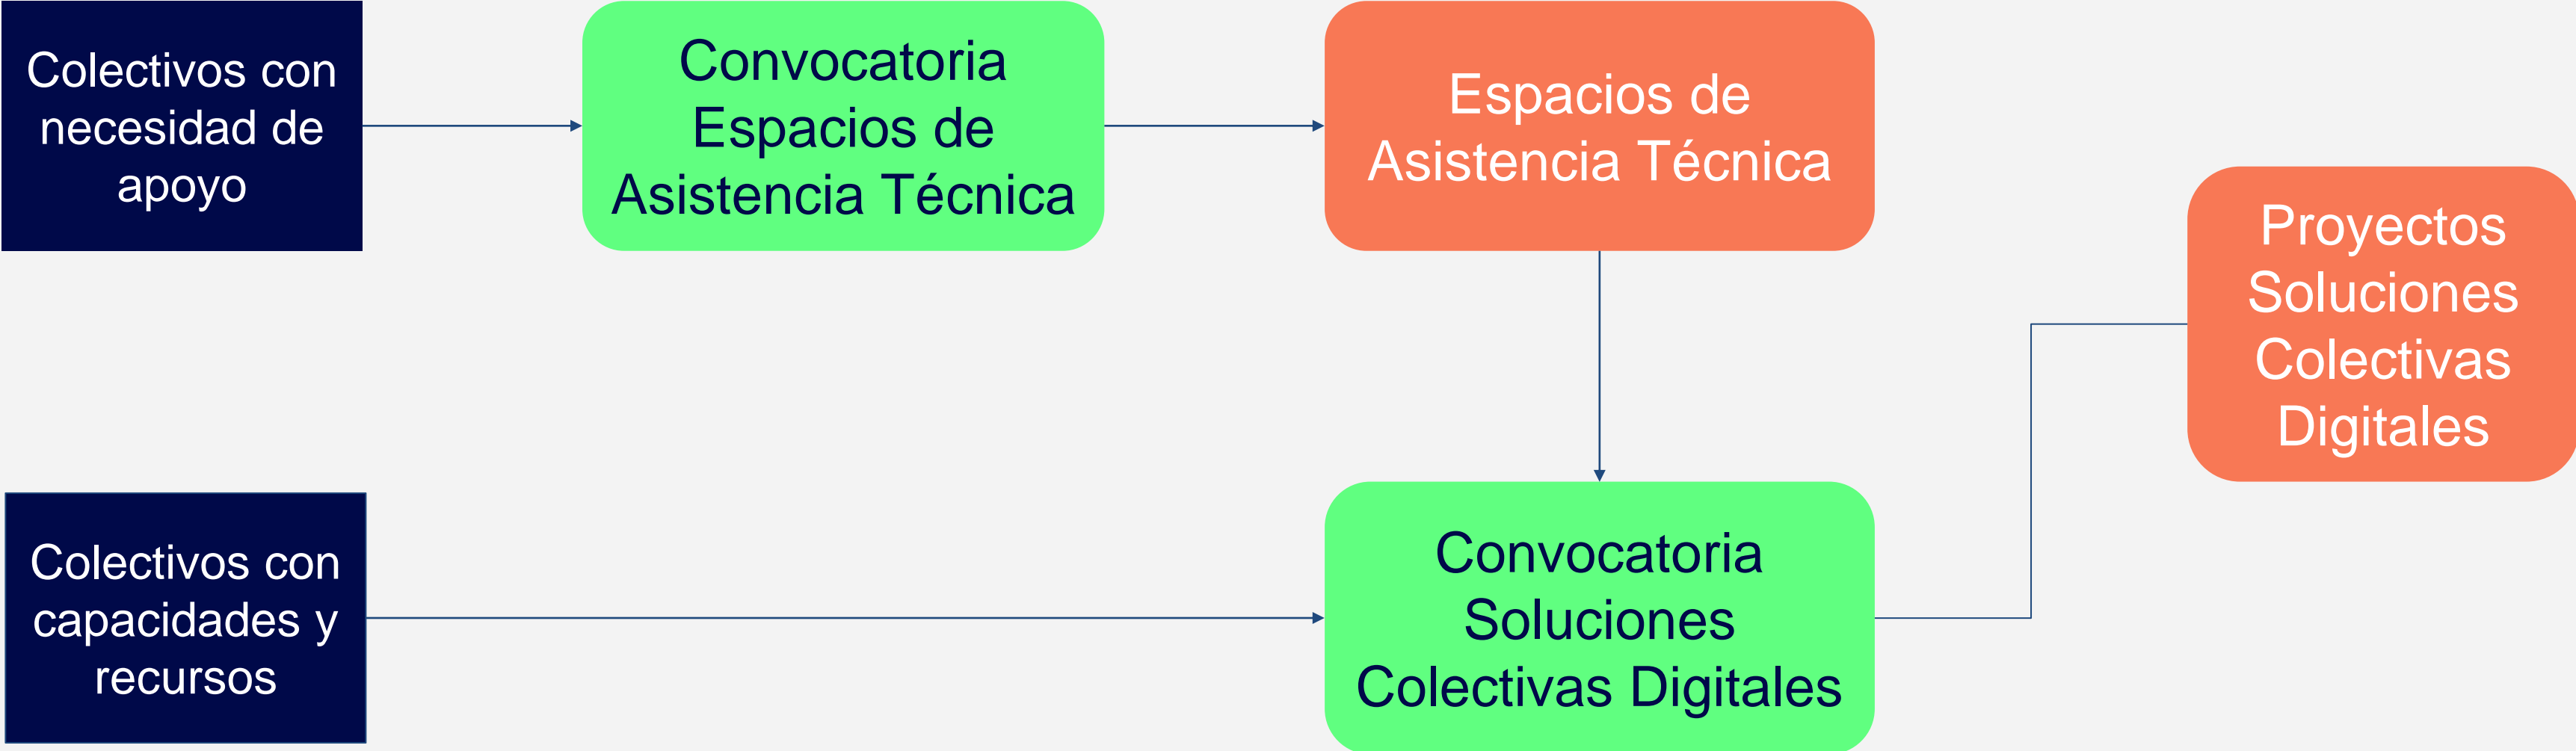 Colectivos con
necesidad de
apoyo
Convocatoria
Espacios de
Asistencia Técnica
Espacios de
Asistencia Técnica
Proyectos
Soluciones
Colectivas
Digitales
Colectivos con
capacidades y
recursos
Convocatoria
Soluciones
Colectivas Digitales